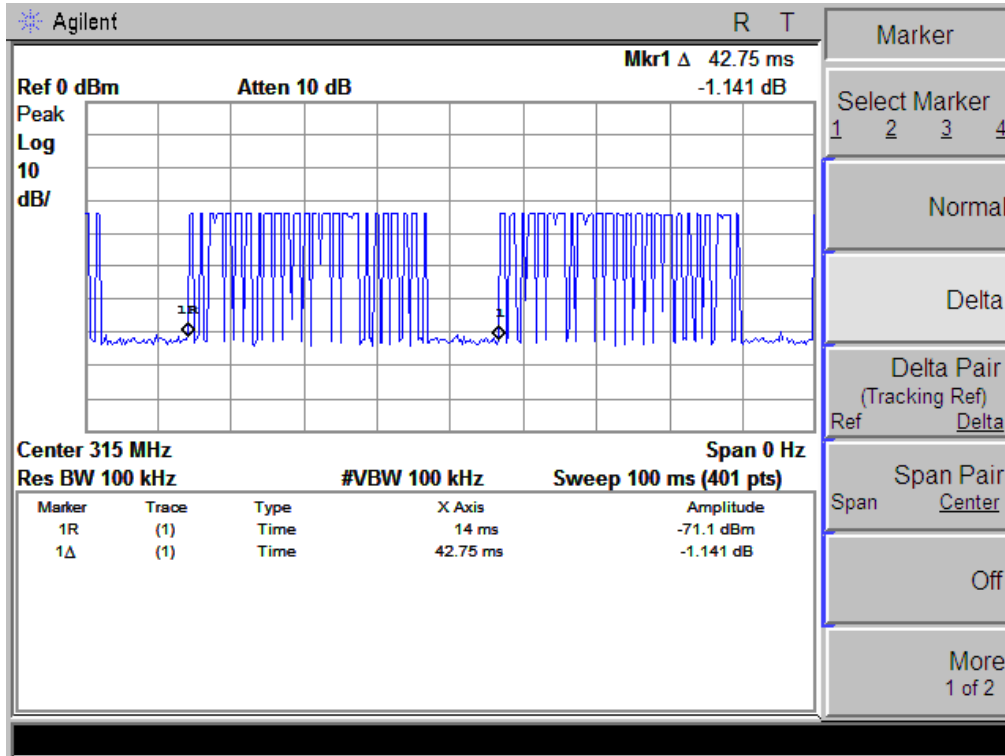 Agilent R T
Mkr1 Δ 42.75 ms
Ref 0 dBm Atten 10 dB -1.141 dB
Peak
Log
10
dB/
1R 1
Center 315 MHz Span 0 Hz
Res BW 100 kHz #VBW 100 kHz Sweep 100 ms (401 pts)
Marker Trace Type X Axis Amplitude
1R (1) Time 14 ms -71.1 dBm
1Δ (1) Time 42.75 ms -1.141 dB
Marker
Select Marker
1 2 3 4
Normal
Delta
Delta Pair
(Tracking Ref)
Ref Delta
Span Pair
Span Center
Off
More
1 of 2